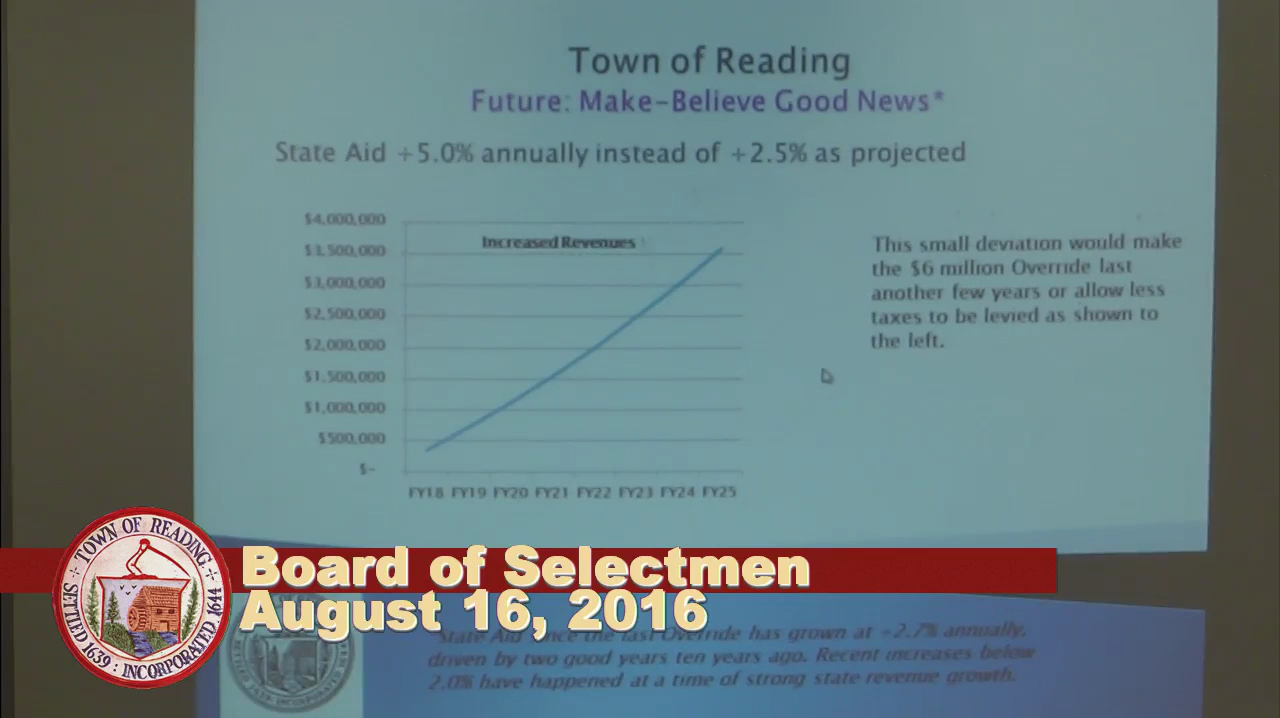 Town of Reading
Future: Make-Believe Good News*
State Aid +5.0% annually instead of +2.5% as projected
$4,000,000
Increased Revenues
$3,500,000
$3,000,000
$2,500,000
$2,000,000
$1,500,000
$1,000,000
$500,000
$-
FY18 FY19 FY20 FY21 FY22 FY23 FY24 FY25
This small deviation would make
the $6 million Override last
another few years or allow less
taxes to be levied as shown to
the left.
TOWN OF READING
SETTLED 1639 : INCORPORATED 1644
Board of Selectmen
August 16, 2016
State Aid since the last Override has grown at +2.7% annually,
driven by two good years ten years ago. Recent increases below
2.0% have happened at a time of strong state revenue growth.